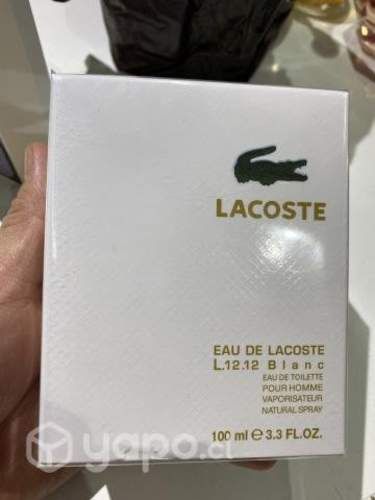 LACOSTE
EAU DE LACOSTE
L.12.12 Blanc
EAU DE TOILETTE
POUR HOMME
VAPORISATEUR
NATURAL SPRAY
100 ml e 3.3 FL.OZ.
yapo.cl